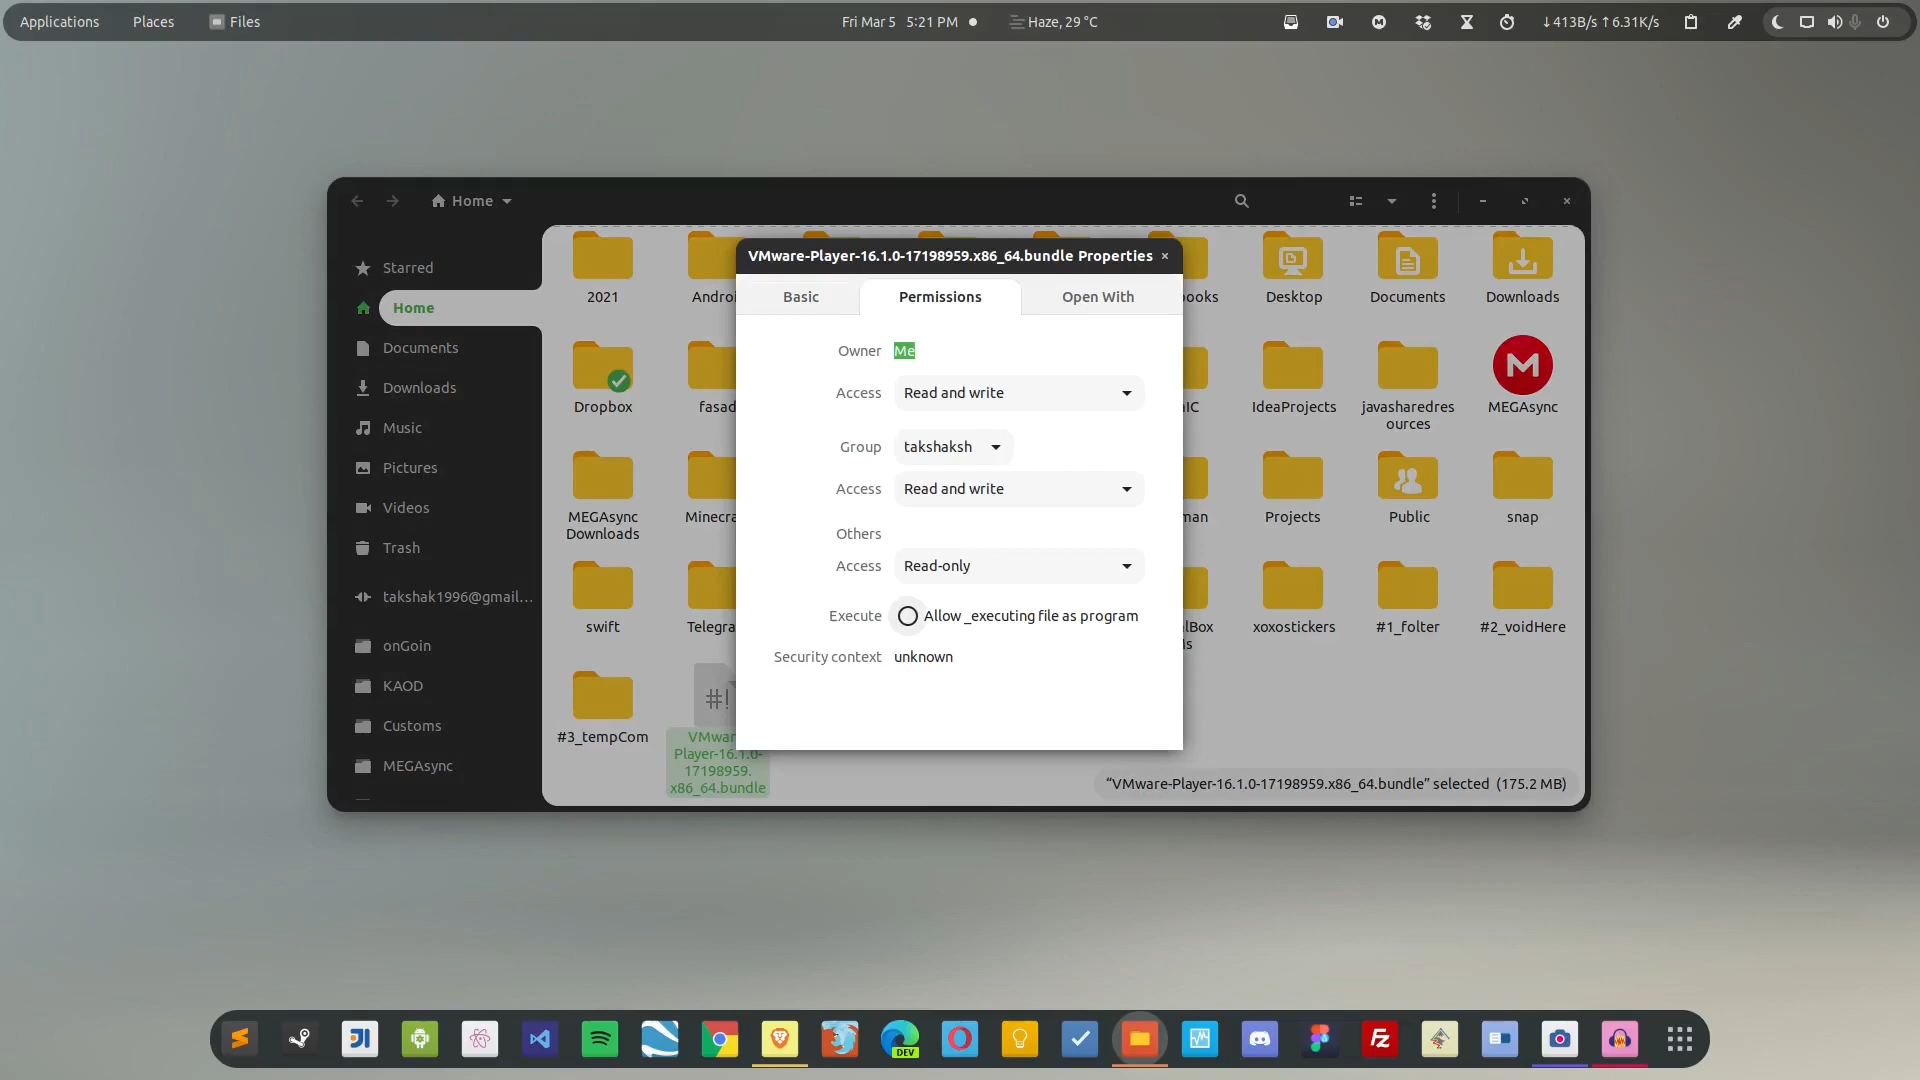 Applications Places Files Fri Mar 5 5:21 PM Haze, 29 °C ↓413B/s ↑6.31K/s
Home
Starred
Home
Documents
Downloads
Music
Pictures
Videos
Trash
takshak1996@gmail...
onGoin
KAOD
Customs
MEGAsync
2021 Androi ooks Desktop Documents Downloads
Dropbox fasad IC IdeaProjects javasharedres
ources
MEGAsync
MEGAsync
Downloads
Minecra man Projects Public snap
swift Telegra lBox xoxostickers #1_folter #2_voidHere
#3_tempCom
#!
VMwar
Player-16.1.0-
17198959.
x86_64.bundle
VMware-Player-16.1.0-17198959.x86_64.bundle Properties
Basic Permissions Open With
Owner Me
Access Read and write
Group takshaksh
Access Read and write
Others
Access Read-only
Execute Allow _executing file as program
Security context unknown
“VMware-Player-16.1.0-17198959.x86_64.bundle” selected (175.2 MB)
DEV